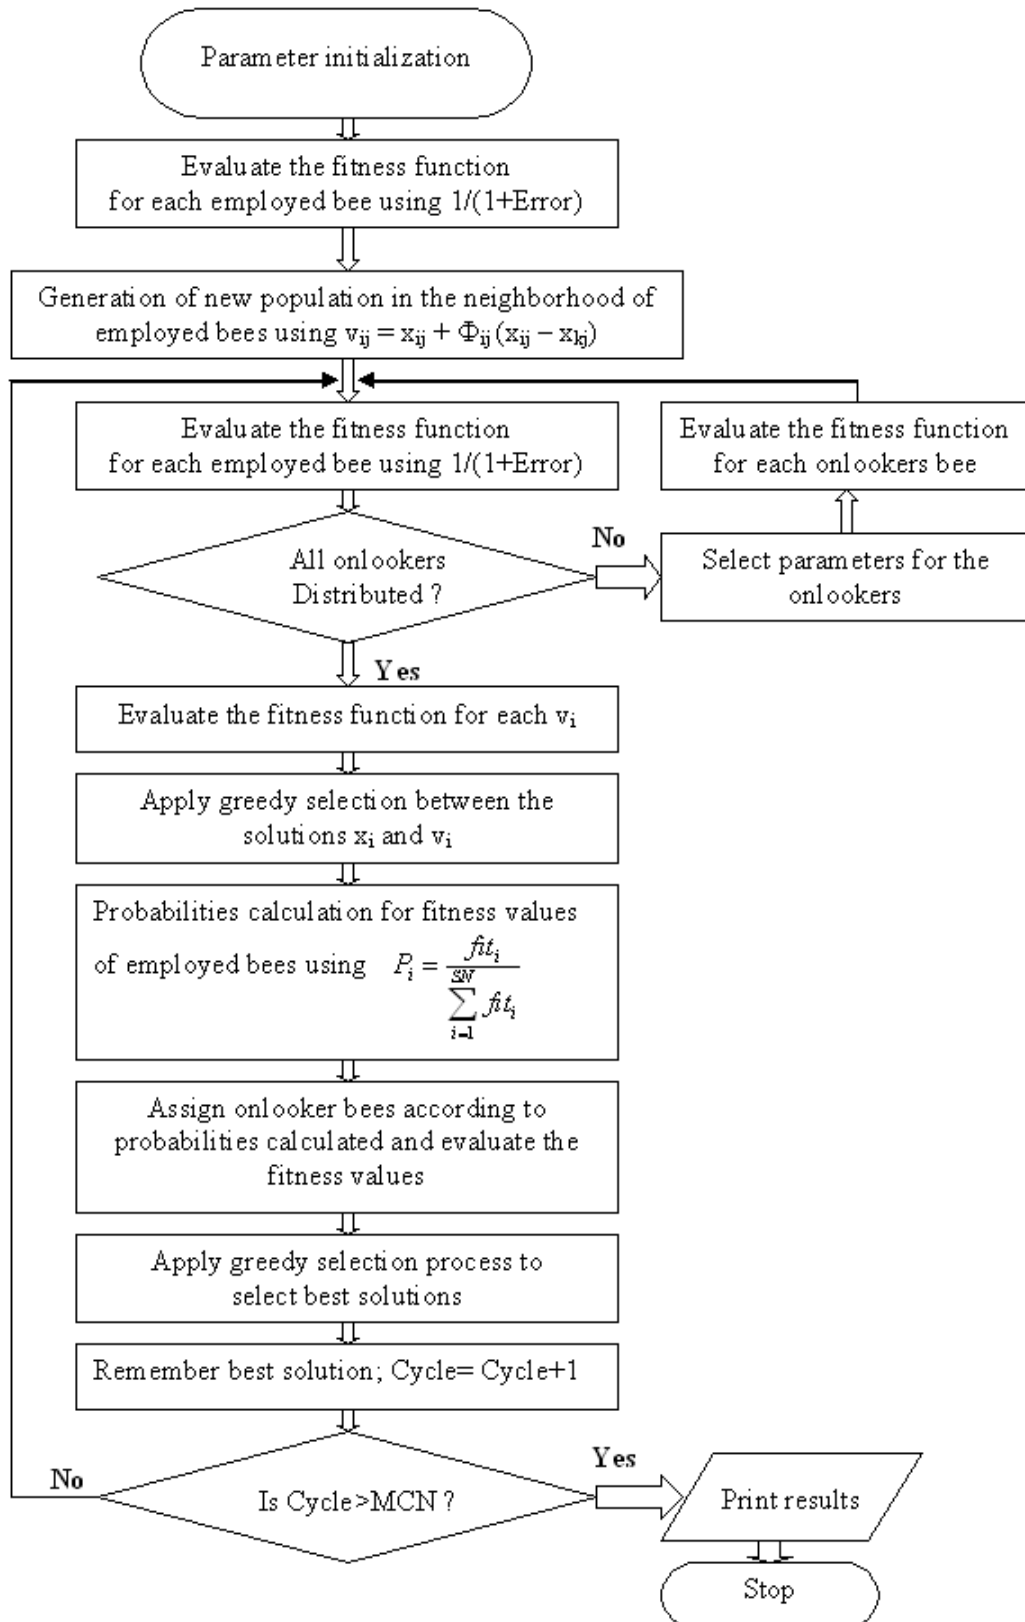 Parameter initialization
Evaluate the fitness function
for each employed bee using 1/(1+Error)
Generation of new population in the neighborhood of
employed bees using vij = xij + Φij (xij – xkj)
Evaluate the fitness function
for each employed bee using 1/(1+Error)
Evaluate the fitness function
for each onlookers bee
All onlookers
Distributed ?
No
Select parameters for the
onlookers
Yes
Evaluate the fitness function for each vi
Apply greedy selection between the
solutions xi and vi
Probabilities calculation for fitness values
of employed bees using Pi = fiti / SN ∑ i=1 fiti
Assign onlooker bees according to
probabilities calculated and evaluate the
fitness values
Apply greedy selection process to
select best solutions
Remember best solution; Cycle= Cycle+1
No
Is Cycle>MCN ?
Yes
Print results
Stop